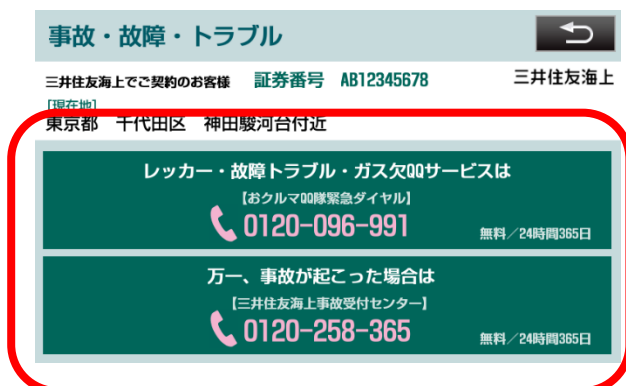 事故・故障・トラブル
三井住友海上でご契約のお客様 証券番号 AB12345678 三井住友海上
[現在地]
東京都 千代田区 神田駿河台付近
レッカー・故障トラブル・ガス欠QQサービスは
【おクルマQQ隊緊急ダイヤル】
0120-096-991 無料／24時間365日
万一、事故が起こった場合は
【三井住友海上事故受付センター】
0120-258-365 無料／24時間365日